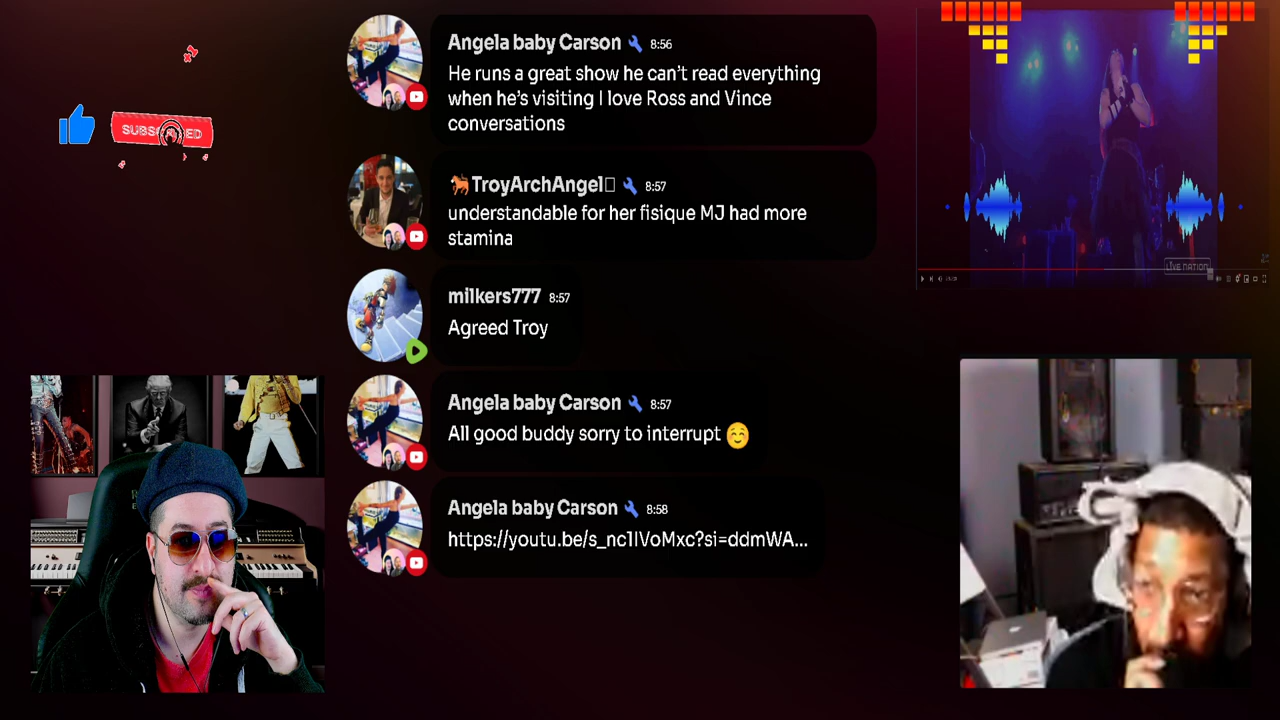 Angela baby Carson 8:56
He runs a great show he can't read everything
when he's visiting I love Ross and Vince
conversations
TroyArchAngel 8:57
understandable for her fisique MJ had more
stamina
milkers777 8:57
Agreed Troy
Angela baby Carson 8:57
All good buddy sorry to interrupt
Angela baby Carson 8:58
https://youtu.be/s_nc1IVoMxc?si=ddmWA...
LIVE NATION